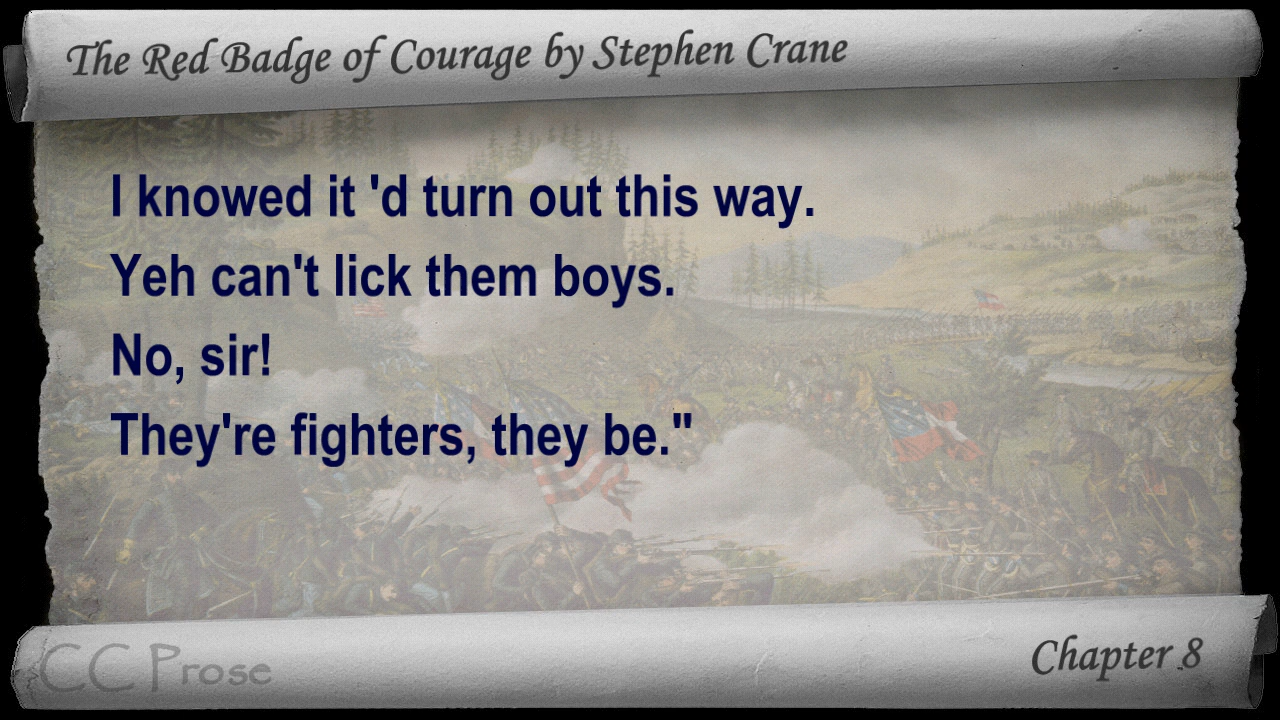 The Red Badge of Courage by Stephen Crane
I knowed it 'd turn out this way.
Yeh can't lick them boys.
No, sir!
They're fighters, they be."
CC Prose
Chapter 8